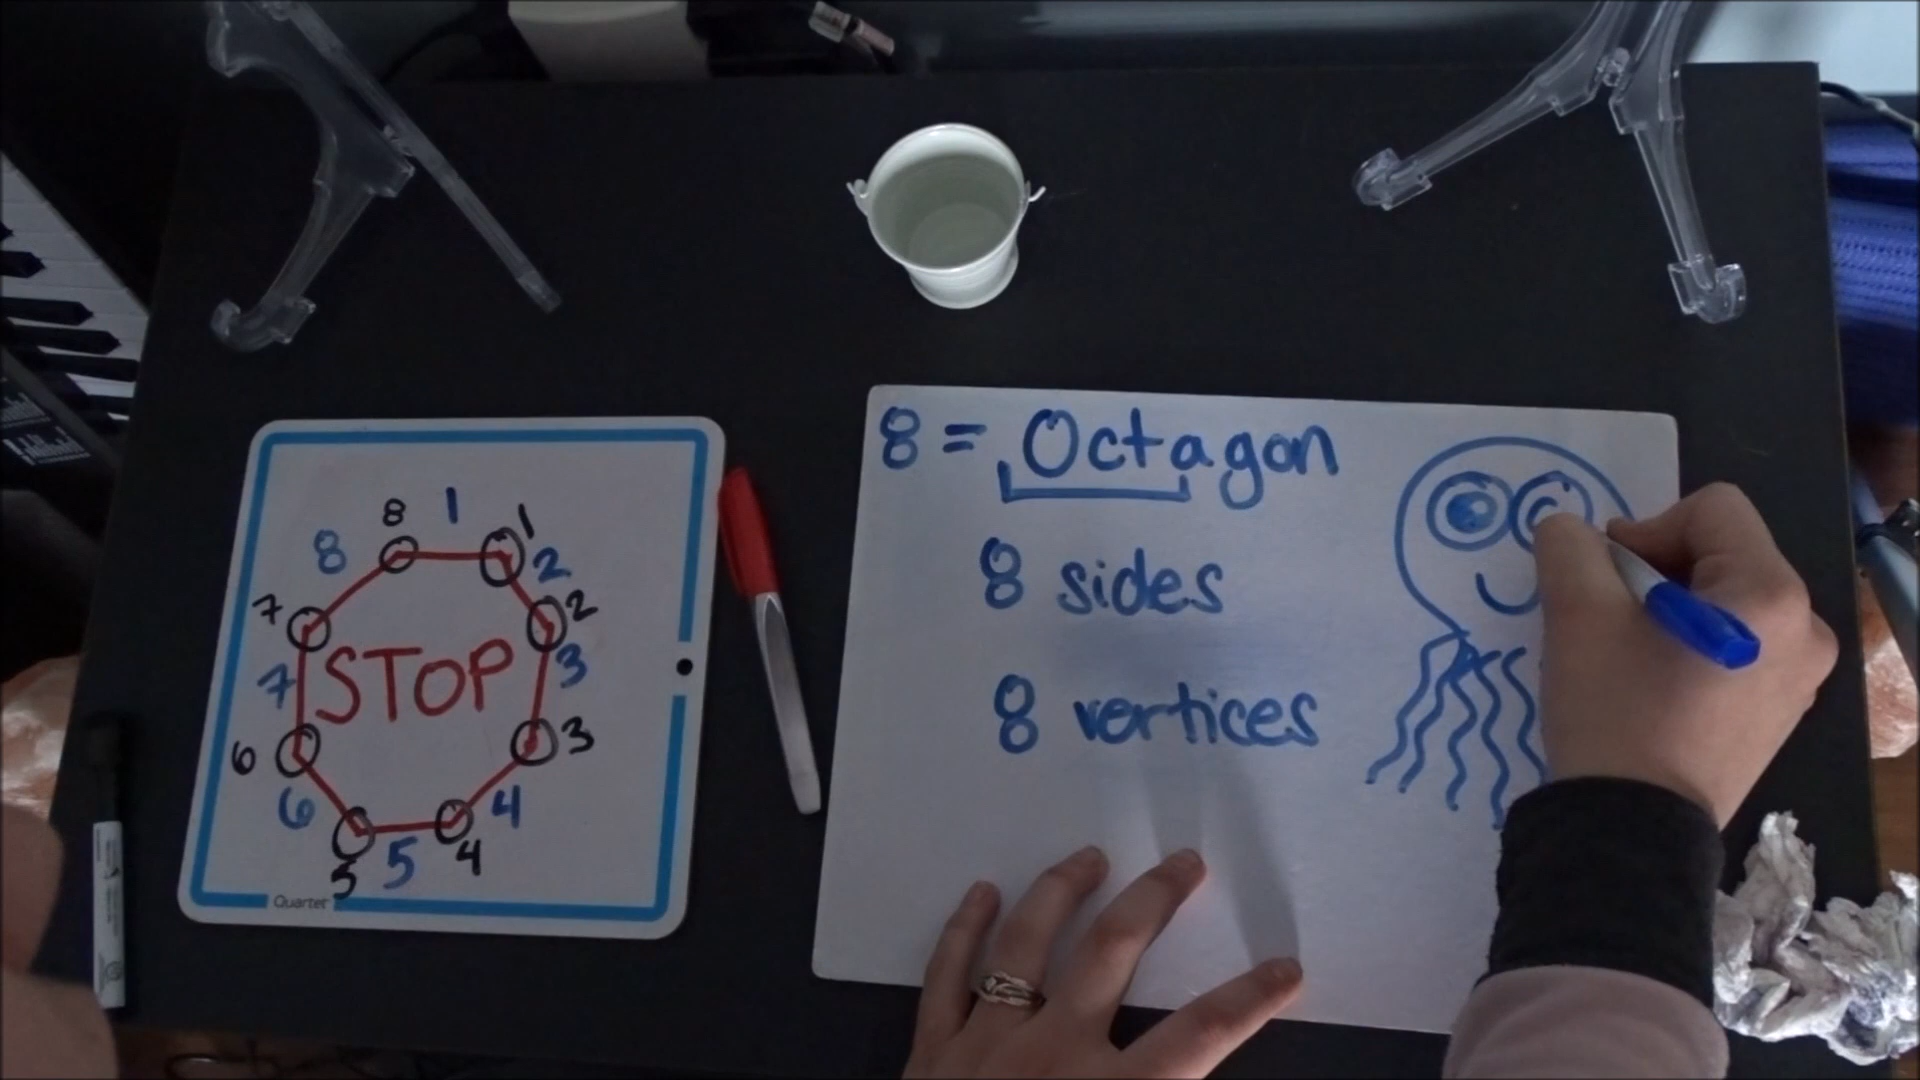 8 1 1
8 2
7 2
STOP 3
7
6 3
6 4
5 5 4
Quarter
8 = Octagon
8 sides
8 vertices